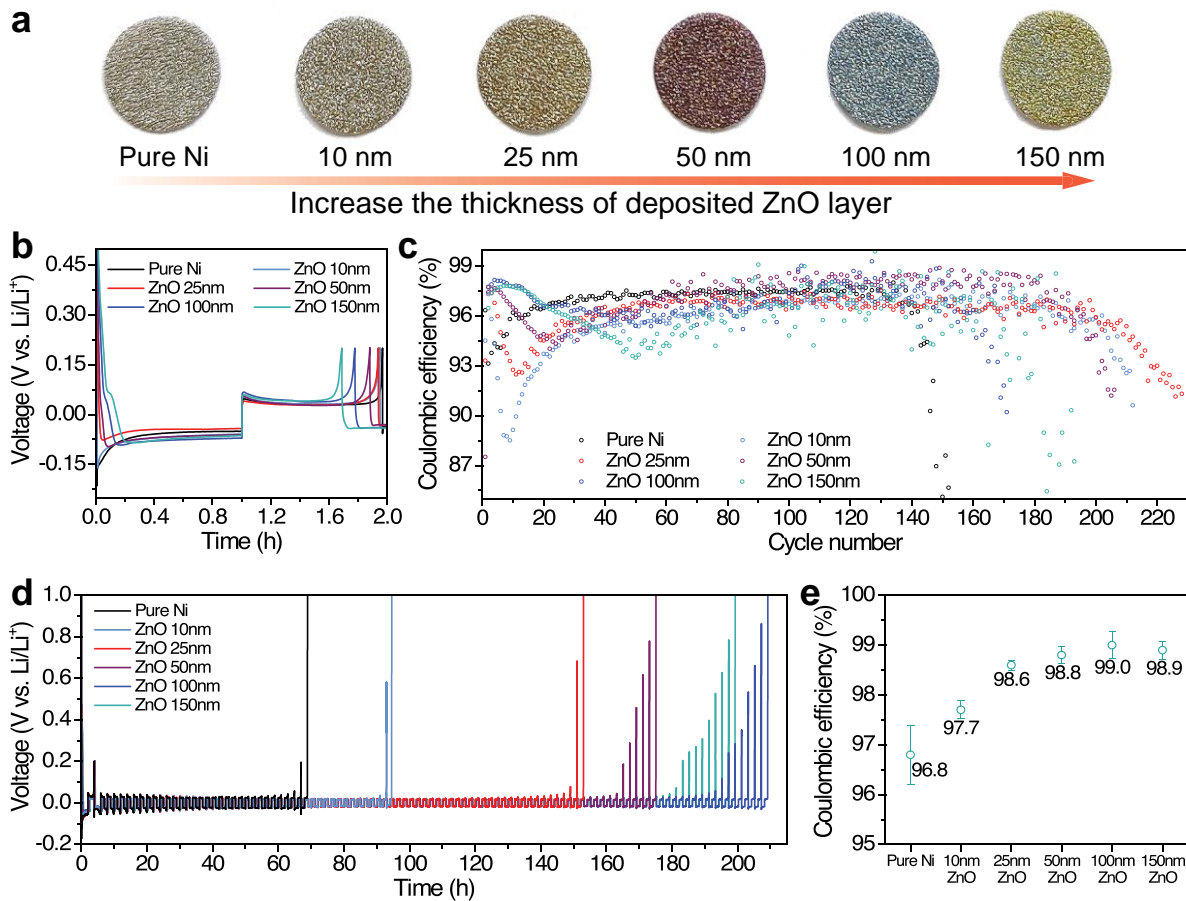 a
Pure Ni 10 nm 25 nm 50 nm 100 nm 150 nm
Increase the thickness of deposited ZnO layer
b
Voltage (V vs. Li/Li⁺)
0.45
0.30
0.15
0.00
-0.15
Pure Ni
ZnO 25nm
ZnO 100nm
ZnO 10nm
ZnO 50nm
ZnO 150nm
0.0 0.4 0.8 1.2 1.6 2.0
Time (h)
c
Coulombic efficiency (%)
99
96
93
90
87
Pure Ni
ZnO 25nm
ZnO 100nm
ZnO 10nm
ZnO 50nm
ZnO 150nm
0 20 40 60 80 100 120 140 160 180 200 220
Cycle number
d
Voltage (V vs. Li/Li⁺)
1.0
0.8
0.6
0.4
0.2
0.0
-0.2
Pure Ni
ZnO 10nm
ZnO 25nm
ZnO 50nm
ZnO 100nm
ZnO 150nm
0 20 40 60 80 100 120 140 160 180 200
Time (h)
e
Coulombic efficiency (%)
100
99
98
97
96
95
96.8
97.7
98.6
98.8
99.0
98.9
Pure Ni 10nm 25nm 50nm 100nm 150nm
ZnO ZnO ZnO ZnO ZnO